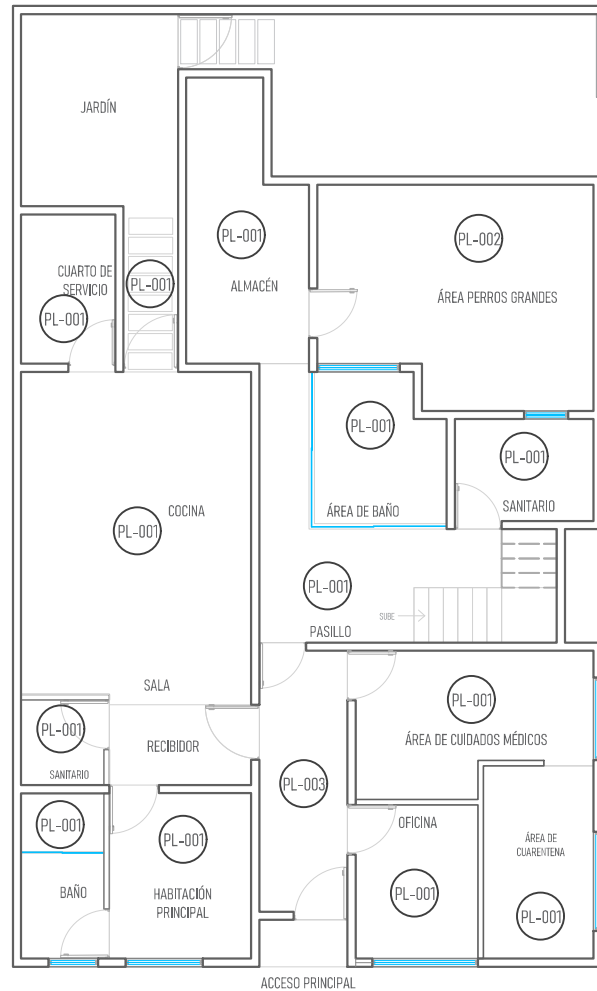 JARDÍN
PL-001
ALMACÉN
PL-002
ÁREA PERROS GRANDES
CUARTO DE
SERVICIO
PL-001
PL-001
PL-001
ÁREA DE BAÑO
PL-001
SANITARIO
PL-001
COCINA
PL-001
SUBE
PASILLO
SALA
PL-001
SANITARIO
RECIBIDOR
PL-001
ÁREA DE CUIDADOS MÉDICOS
PL-003
PL-001
BAÑO
PL-001
HABITACIÓN
PRINCIPAL
OFICINA
PL-001
ÁREA DE
CUARENTENA
PL-001
ACCESO PRINCIPAL